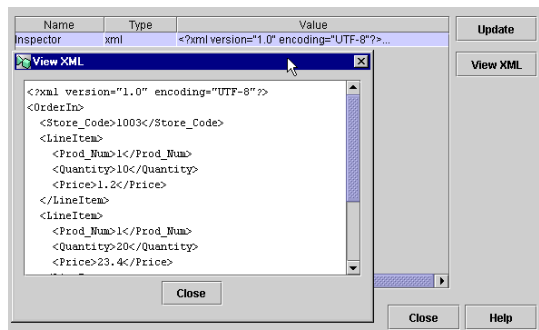 Name Type Value
Inspector xml <?xml version="1.0" encoding="UTF-8"?>...
Update
View XML
View XML
<?xml version="1.0" encoding="UTF-8"?>
<OrderIn>
<Store_Code>1003</Store_Code>
<LineItem>
<Prod_Num>1</Prod_Num>
<Quantity>10</Quantity>
<Price>1.2</Price>
</LineItem>
<LineItem>
<Prod_Num>1</Prod_Num>
<Quantity>20</Quantity>
<Price>23.4</Price>
Close
Close Help